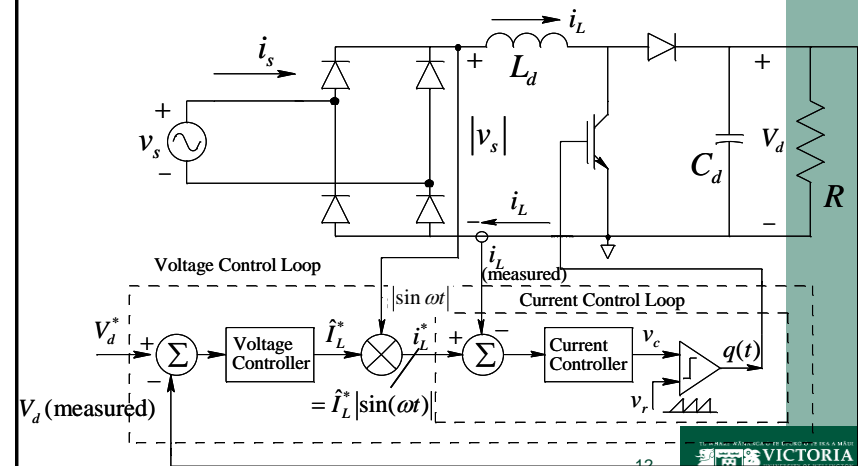 i_L
i_s
+
L_d
+
+
v_s
|v_s|
C_d
V_d
R
−
−
i_L
−
i_L
(measured)
Voltage Control Loop
|sin ωt|
Current Control Loop
V_d^*
+
Σ
Voltage
Controller
Î_L^*
i_L^*
+
−
Σ
Current
Controller
v_c
q(t)
−
v_r
= Î_L^* |sin(ωt)|
V_d (measured)
12
VICTORIA